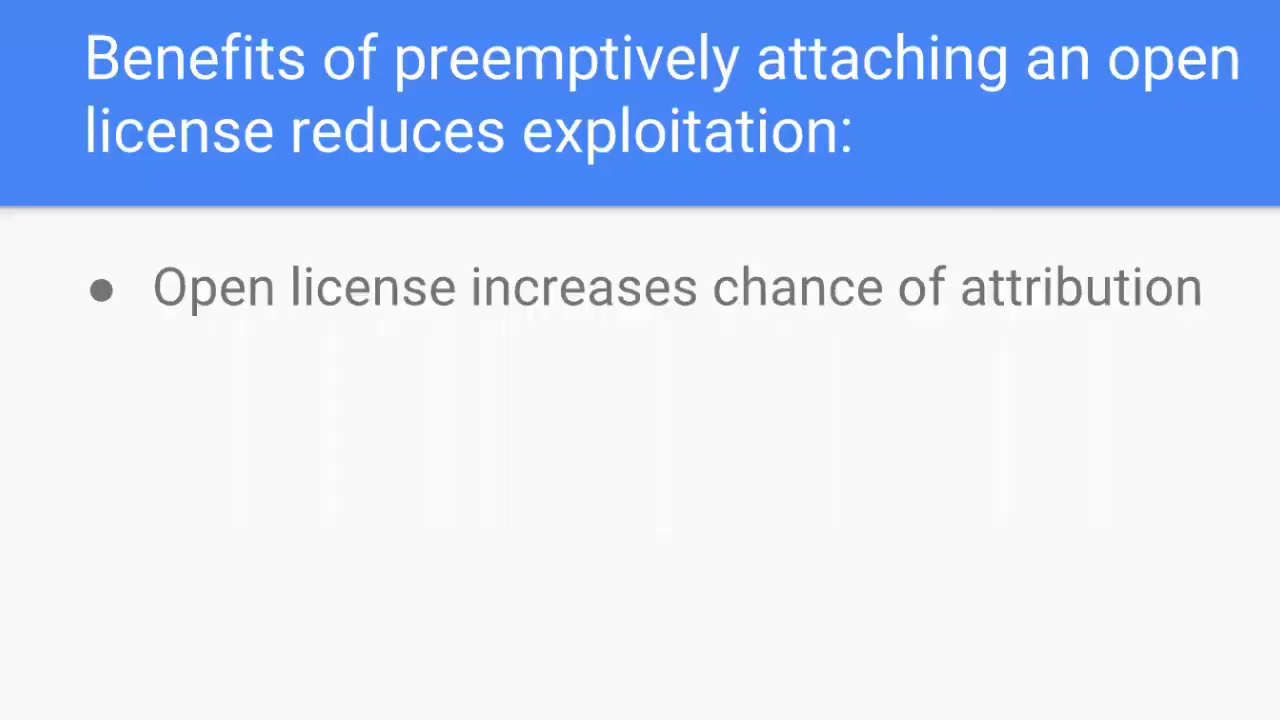 Benefits of preemptively attaching an open
license reduces exploitation:
● Open license increases chance of attribution